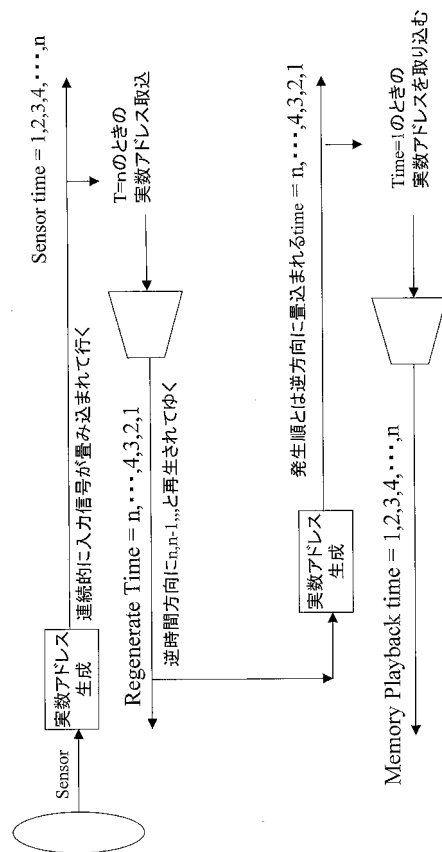 Sensor
実数アドレス
生成
連続的に入力信号が畳み込まれて行く
Sensor time = 1,2,3,4,・・・,n
T=nのときの
実数アドレス取込
Regenerate Time = n,・・・,4,3,2,1
逆時間方向にn,n-1,,,と再生されてゆく
実数アドレス
生成
発生順とは逆方向に畳込まれるtime = n,・・・,4,3,2,1
Time=1のときの
実数アドレスを取り込む
Memory Playback time = 1,2,3,4,・・・,n